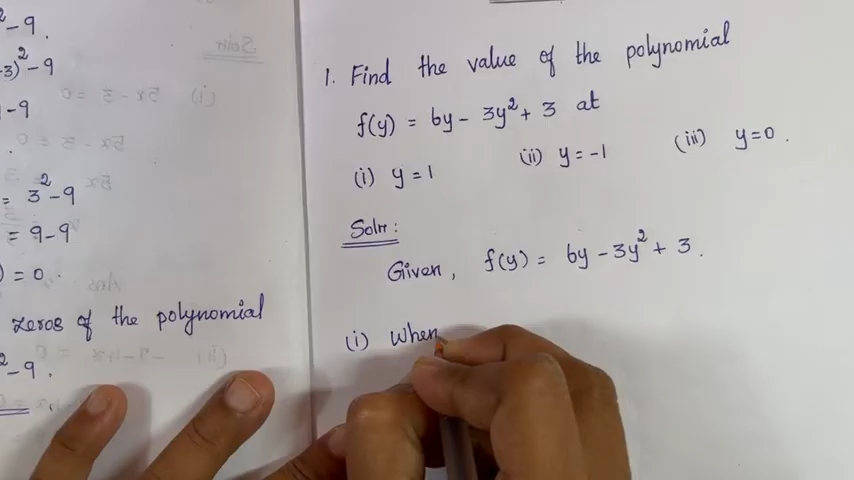 ²-9.
-3)²-9
-9
= 3²-9
= 9-9
) = 0.
zeros of the polynomial
²-9.
1. Find the value of the polynomial
f(y) = 6y - 3y² + 3 at
(i) y = 1 (ii) y = -1 (iii) y = 0.
Soln:
Given, f(y) = 6y - 3y² + 3.
(i) When